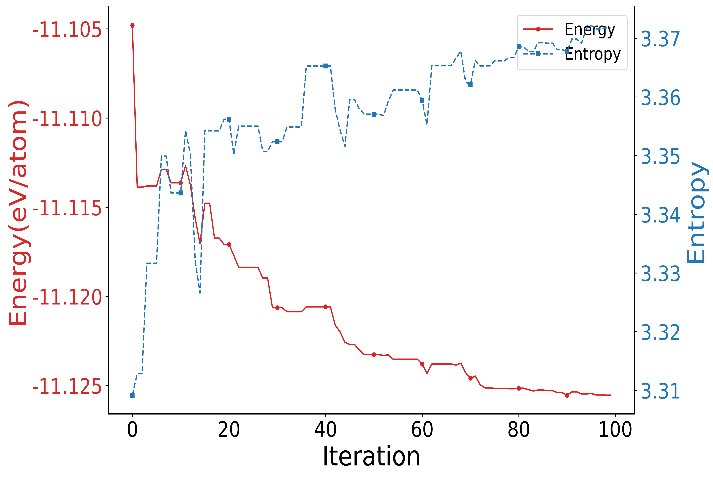 Energy
Entropy
Energy(eV/atom)
-11.105
-11.110
-11.115
-11.120
-11.125
3.37
3.36
3.35
3.34
3.33
3.32
3.31
Entropy
0 20 40 60 80 100
Iteration